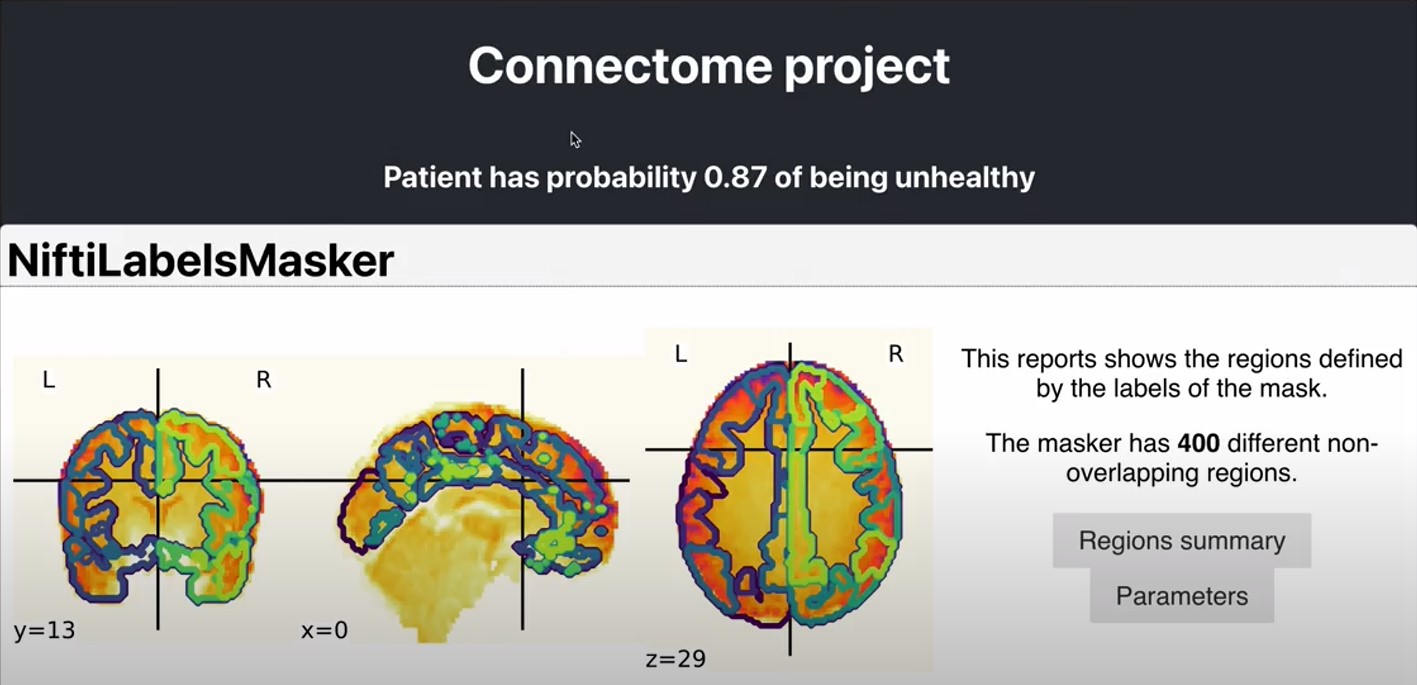 Connectome project
Patient has probability 0.87 of being unhealthy
NiftiLabelsMasker
L
R
y=13
x=0
L
R
z=29
This reports shows the regions defined
by the labels of the mask.
The masker has 400 different non-
overlapping regions.
Regions summary
Parameters